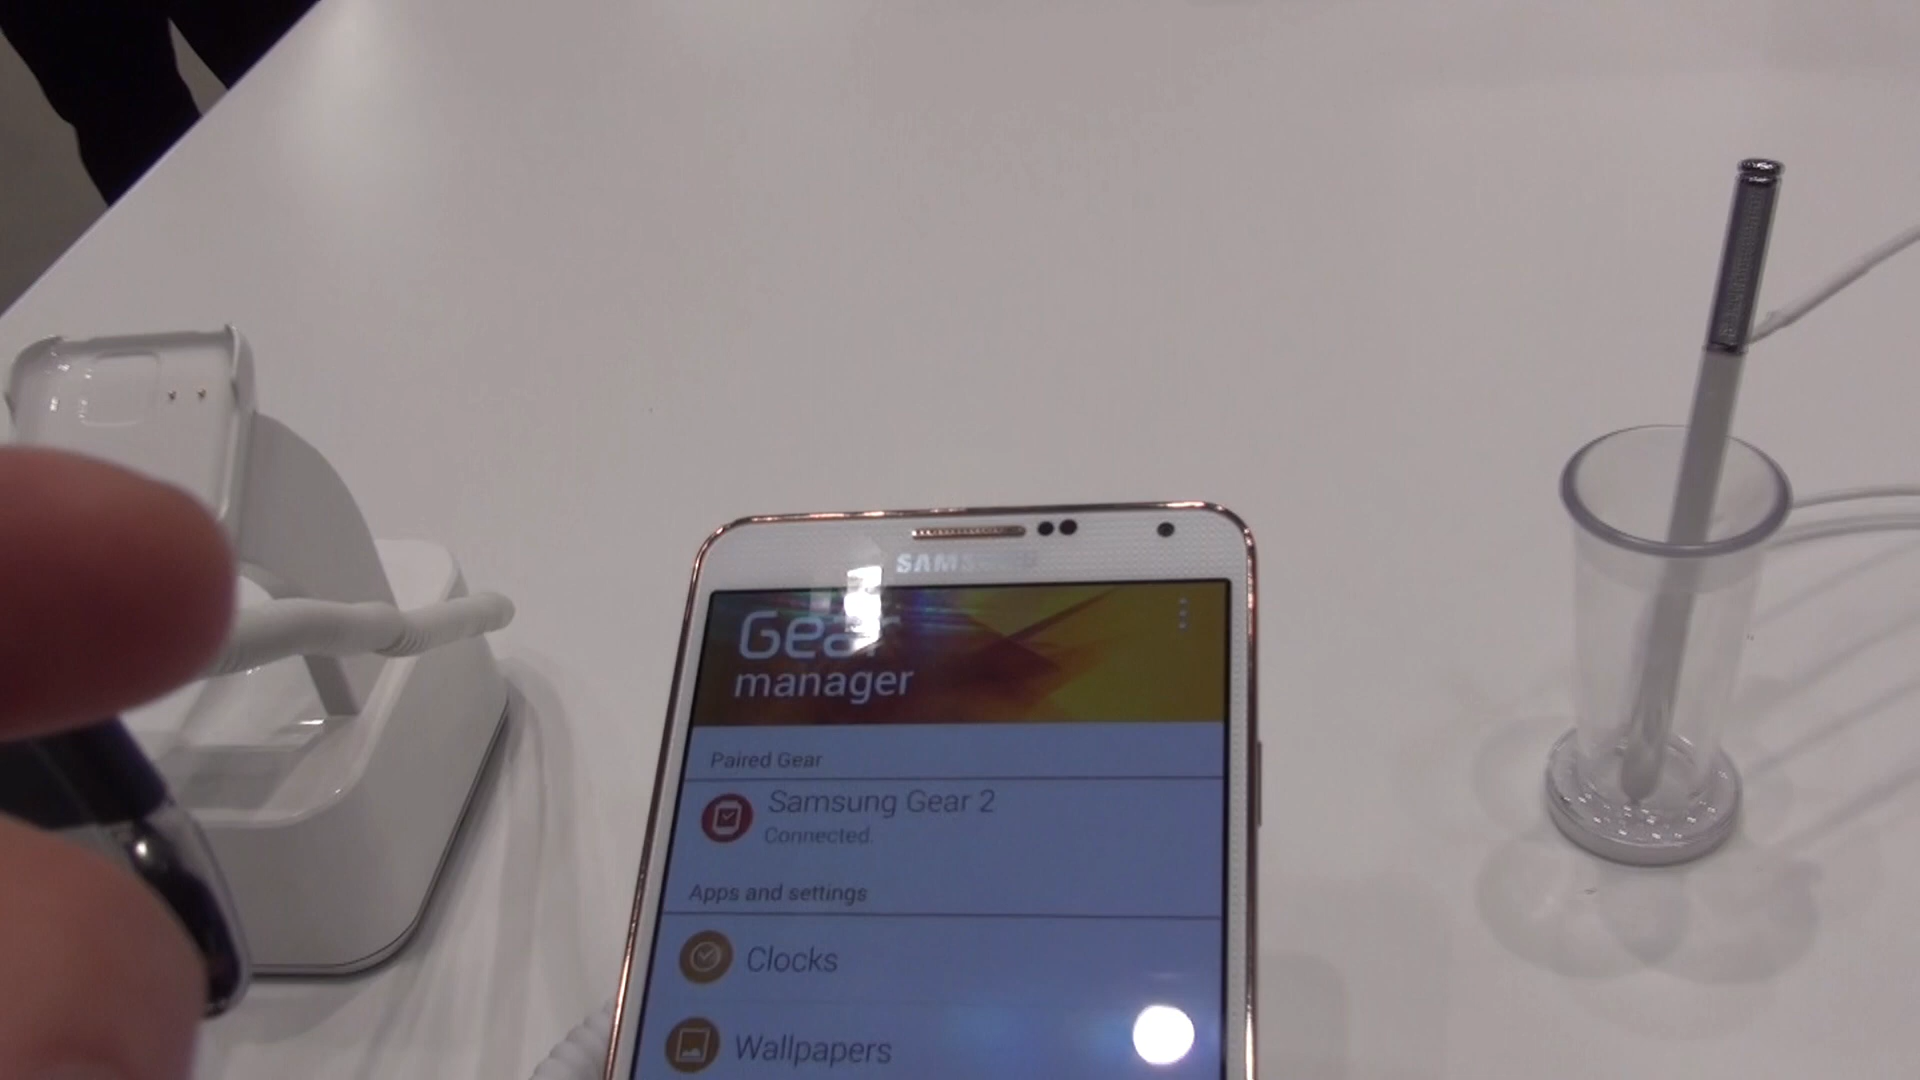 SAMSUNG
Gear
manager
Paired Gear
Samsung Gear 2
Connected.
Apps and settings
Clocks
Wallpapers